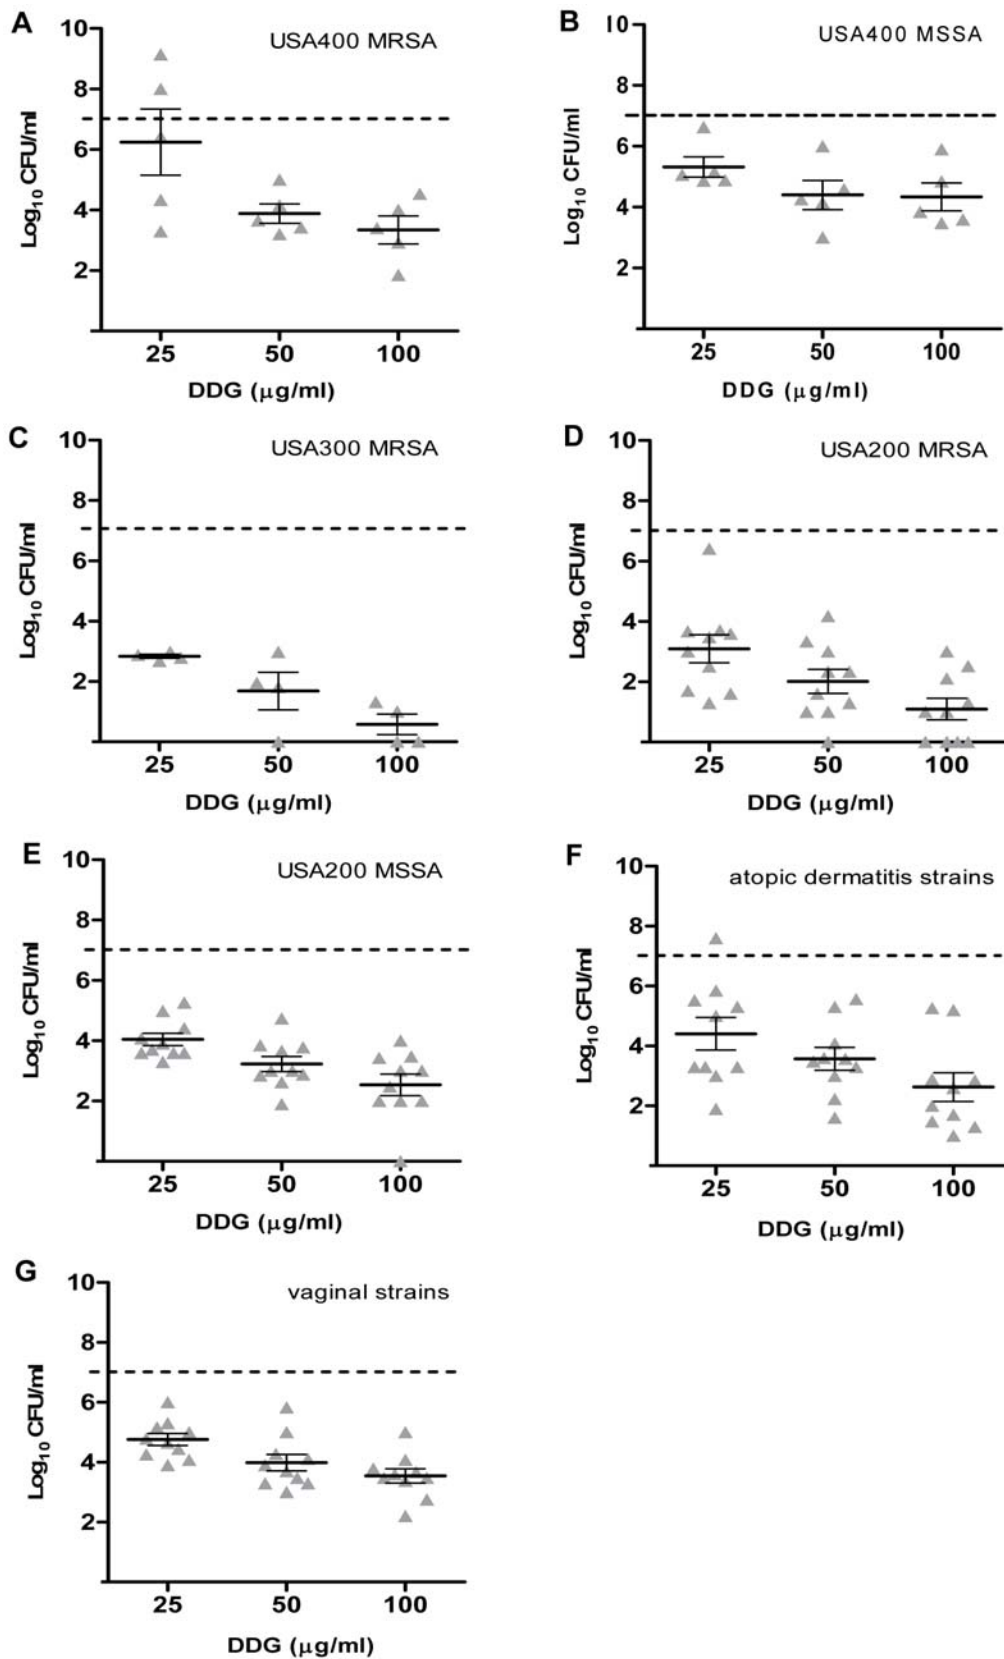 A
USA400 MRSA
10
8
6
4
2
Log10 CFU/ml
25 50 100
DDG (μg/ml)
B
USA400 MSSA
10
8
6
4
2
Log10 CFU/ml
25 50 100
DDG (μg/ml)
C
USA300 MRSA
10
8
6
4
2
Log10 CFU/ml
25 50 100
DDG (μg/ml)
D
USA200 MRSA
10
8
6
4
2
Log10 CFU/ml
25 50 100
DDG (μg/ml)
E
USA200 MSSA
10
8
6
4
2
Log10 CFU/ml
25 50 100
DDG (μg/ml)
F
atopic dermatitis strains
10
8
6
4
2
Log10 CFU/ml
25 50 100
DDG (μg/ml)
G
vaginal strains
10
8
6
4
2
Log10 CFU/ml
25 50 100
DDG (μg/ml)